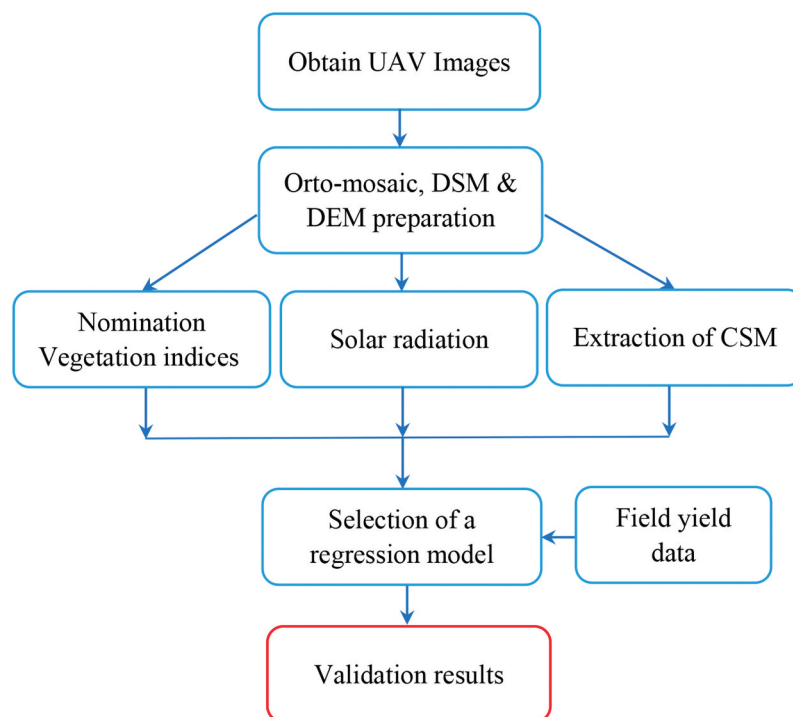 Obtain UAV Images
Orto-mosaic, DSM &
DEM preparation
Nomination
Vegetation indices
Solar radiation
Extraction of CSM
Selection of a
regression model
Field yield
data
Validation results